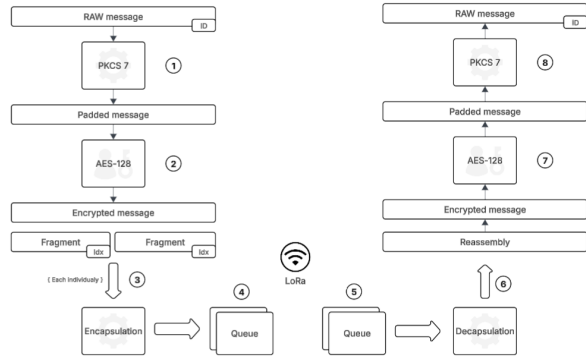 RAW message
ID
PKCS 7
1
Padded message
AES-128
2
Encrypted message
Fragment
Idx
Fragment
Idx
( Each individualy )
3
Encapsulation
4
Queue
LoRa
5
Queue
Decapsulation
6
Reassembly
Encrypted message
AES-128
7
Padded message
PKCS 7
8
RAW message
ID